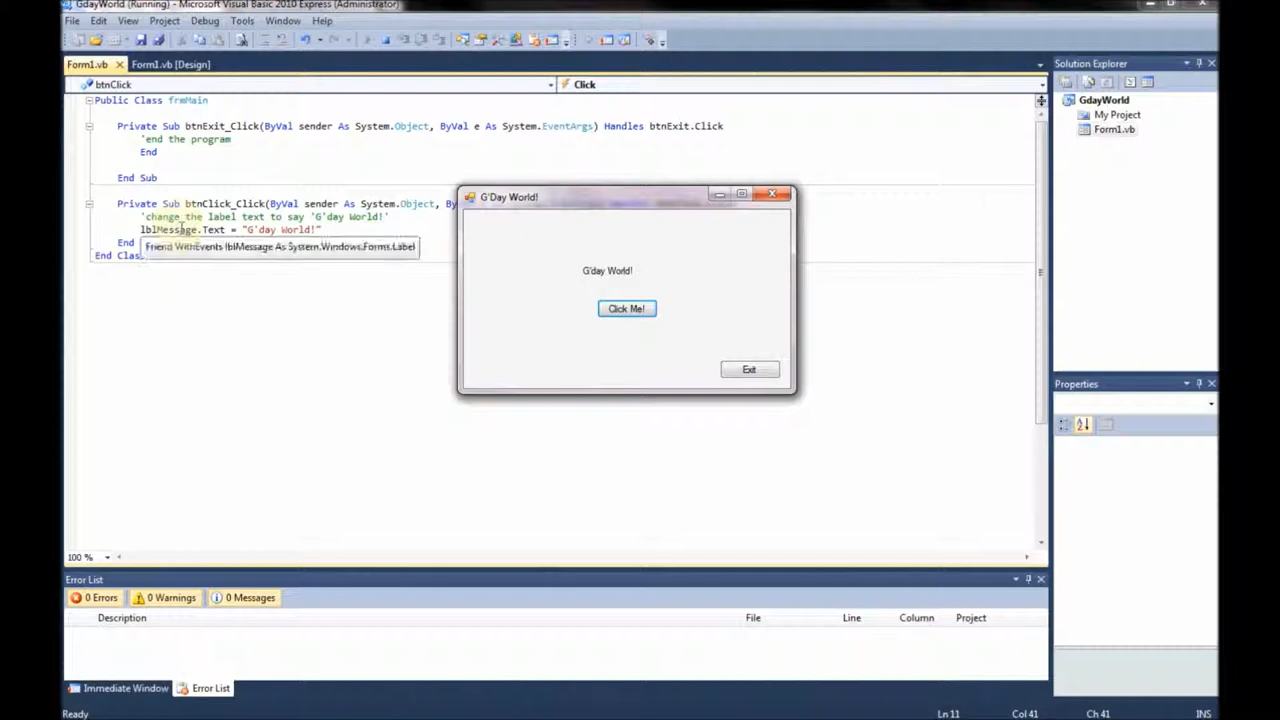 GdayWorld (Running) - Microsoft Visual Basic 2010 Express (Administrator)
File Edit View Project Debug Tools Window Help
Form1.vb Form1.vb [Design]
btnClick Click
Public Class frmMain
Private Sub btnExit_Click(ByVal sender As System.Object, ByVal e As System.EventArgs) Handles btnExit.Click
'end the program
End
End Sub
Private Sub btnClick_Click(ByVal sender As System.Object, By
'change the label text to say 'G'day World!'
lblMessage.Text = "G'day World!"
End
Friend WithEvents lblMessage As System.Windows.Forms.Label
End Clas
100 %
G'Day World!
G'day World!
Click Me!
Exit
Solution Explorer
GdayWorld
My Project
Form1.vb
Properties
Error List
0 Errors 0 Warnings 0 Messages
Description File Line Column Project
Immediate Window Error List
Ready Ln 11 Col 41 Ch 41 INS